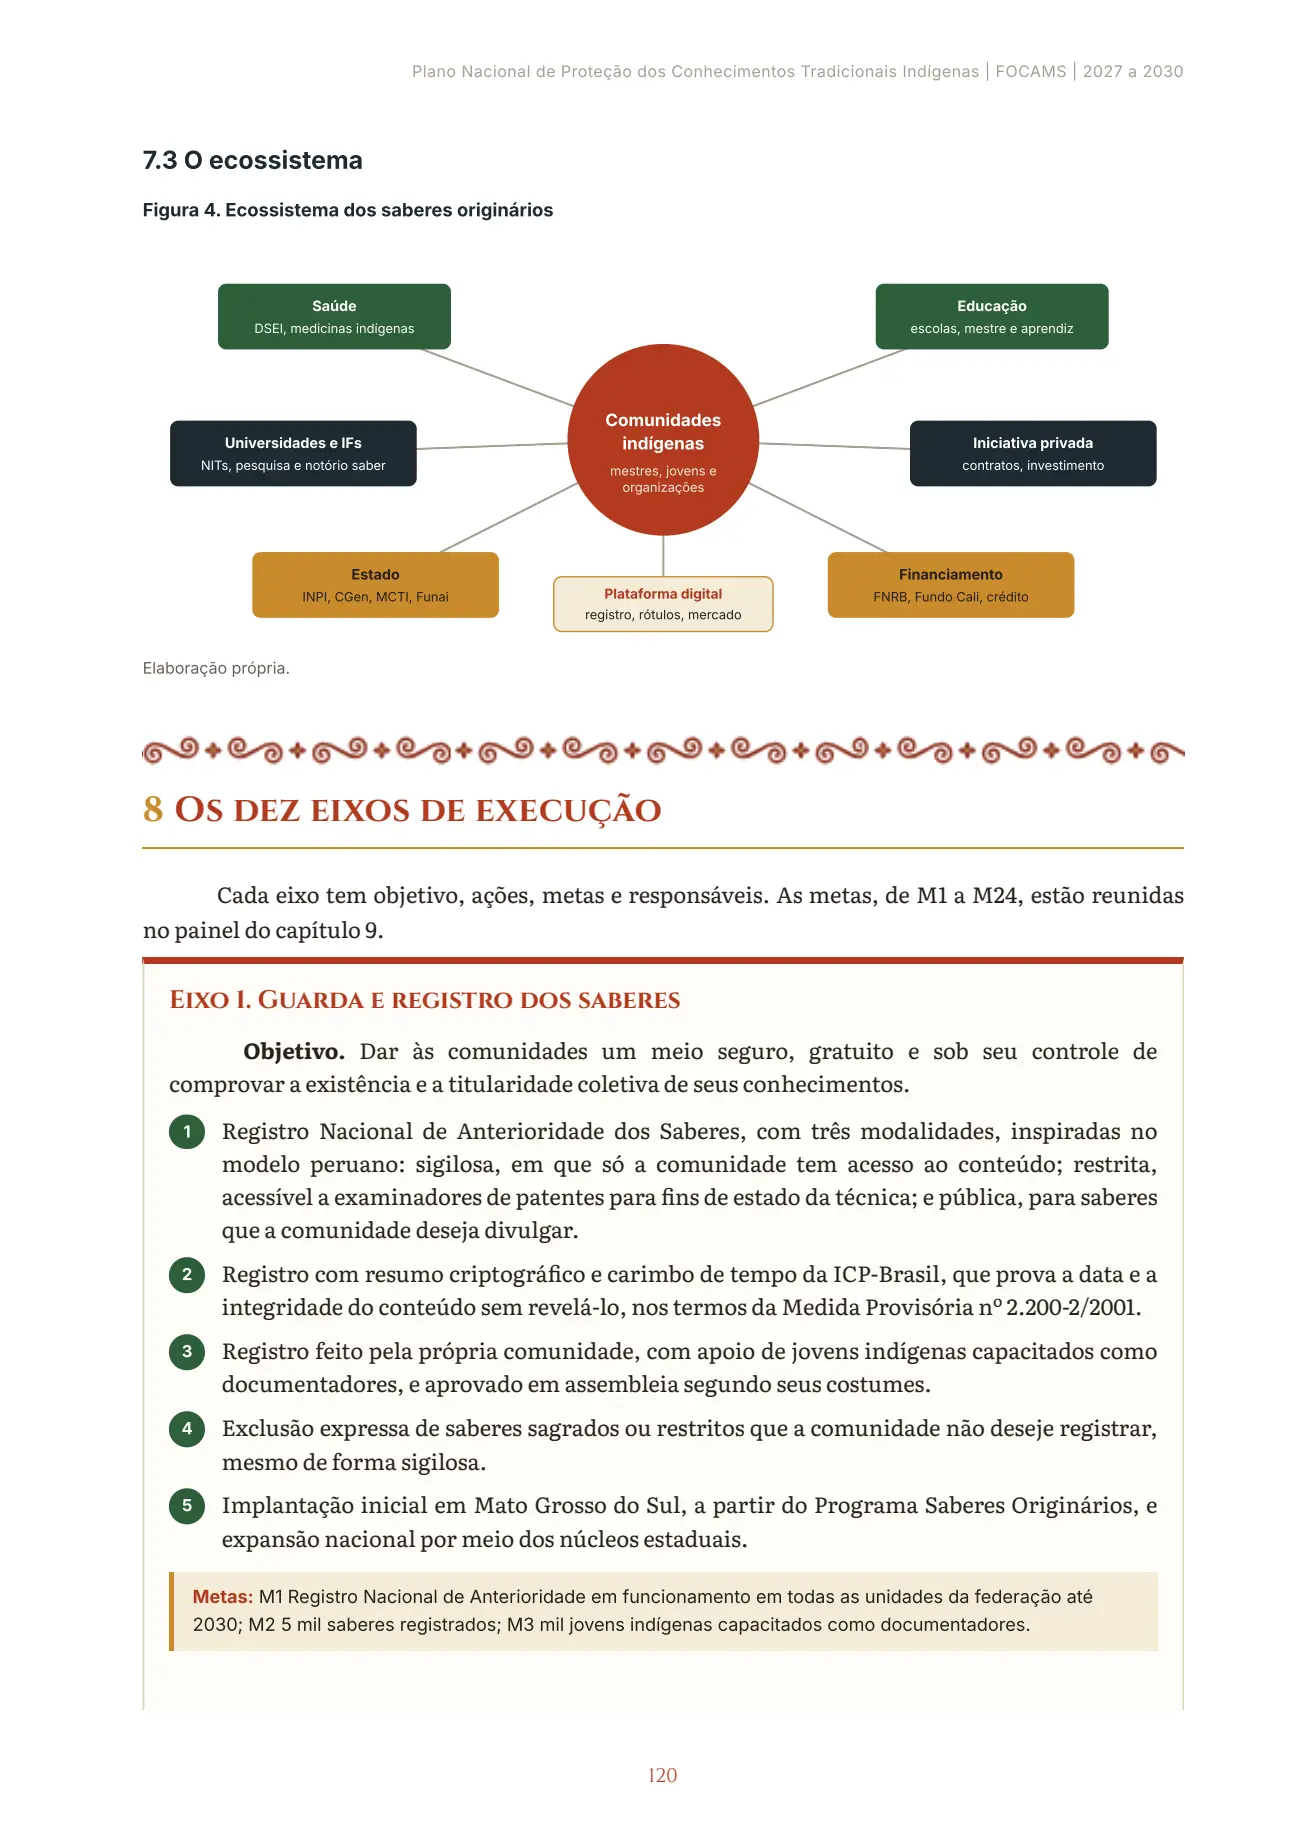 Plano Nacional de Proteção dos Conhecimentos Tradicionais Indígenas | FOCAMS | 2027 a 2030
7.3 O ecossistema
Figura 4. Ecossistema dos saberes originários
Saúde
DSEI, medicinas indígenas
Educação
escolas, mestre e aprendiz
Comunidades
indígenas
mestres, jovens e
organizações
Universidades e IFs
NITs, pesquisa e notório saber
Iniciativa privada
contratos, investimento
Estado
INPI, CGen, MCTI, Funai
Plataforma digital
registro, rótulos, mercado
Financiamento
FNRB, Fundo Cali, crédito
Elaboração própria.
8 Os dez eixos de execução
Cada eixo tem objetivo, ações, metas e responsáveis. As metas, de M1 a M24, estão reunidas
no painel do capítulo 9.
Eixo 1. Guarda e registro dos saberes
Objetivo. Dar às comunidades um meio seguro, gratuito e sob seu controle de
comprovar a existência e a titularidade coletiva de seus conhecimentos.
1 Registro Nacional de Anterioridade dos Saberes, com três modalidades, inspiradas no
modelo peruano: sigilosa, em que só a comunidade tem acesso ao conteúdo; restrita,
acessível a examinadores de patentes para fins de estado da técnica; e pública, para saberes
que a comunidade deseja divulgar.
2 Registro com resumo criptográfico e carimbo de tempo da ICP-Brasil, que prova a data e a
integridade do conteúdo sem revelá-lo, nos termos da Medida Provisória nº 2.200-2/2001.
3 Registro feito pela própria comunidade, com apoio de jovens indígenas capacitados como
documentadores, e aprovado em assembleia segundo seus costumes.
4 Exclusão expressa de saberes sagrados ou restritos que a comunidade não deseje registrar,
mesmo de forma sigilosa.
5 Implantação inicial em Mato Grosso do Sul, a partir do Programa Saberes Originários, e
expansão nacional por meio dos núcleos estaduais.
Metas: M1 Registro Nacional de Anterioridade em funcionamento em todas as unidades da federação até
2030; M2 5 mil saberes registrados; M3 mil jovens indígenas capacitados como documentadores.
120